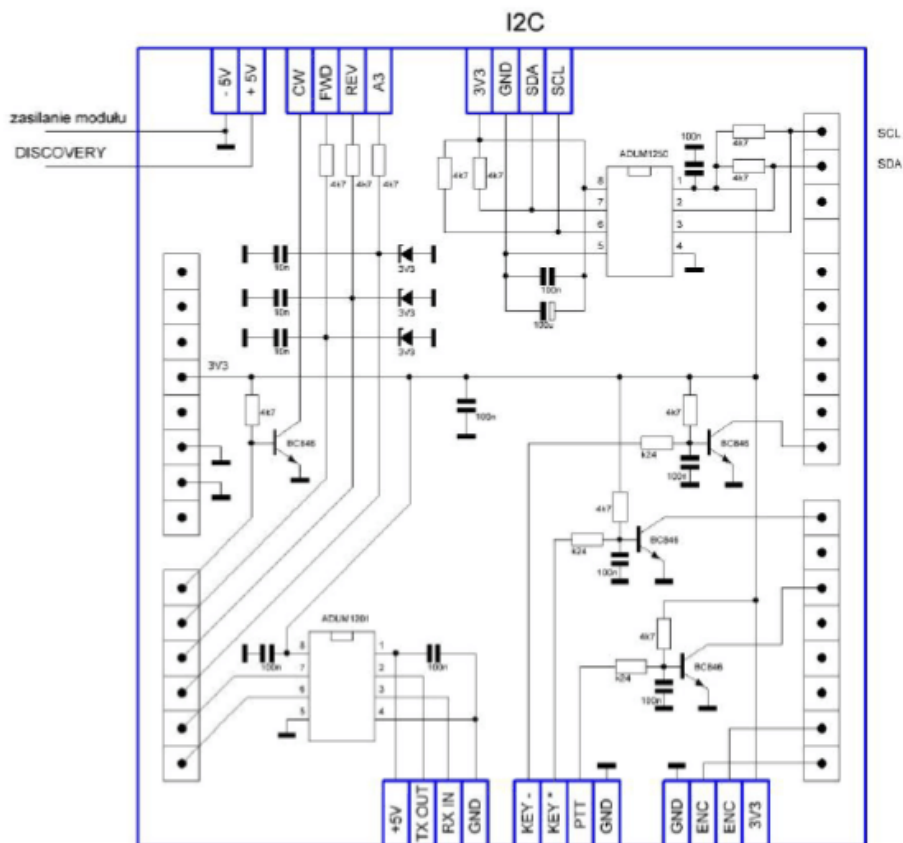 I2C
- 5V
+ 5V
CW
FWD
REV
A3
3V3
GND
SDA
SCL
zasilanie modułu
DISCOVERY
100n
4k7
SCL
ADUM1250
4k7
SDA
4k7
4k7
4k7
4k7
4k7
8
1
7
2
6
3
5
4
10n
3V3
100n
10n
3V3
100u
10n
3V3
3V3
4k7
100n
4k7
BC846
k24
BC846
100n
4k7
k24
BC846
100n
ADUM1201
4k7
8
1
100n
100n
7
2
k24
BC846
6
3
100n
5
4
+5V
TX OUT
RX IN
GND
KEY -
KEY *
PTT
GND
GND
ENC
ENC
3V3